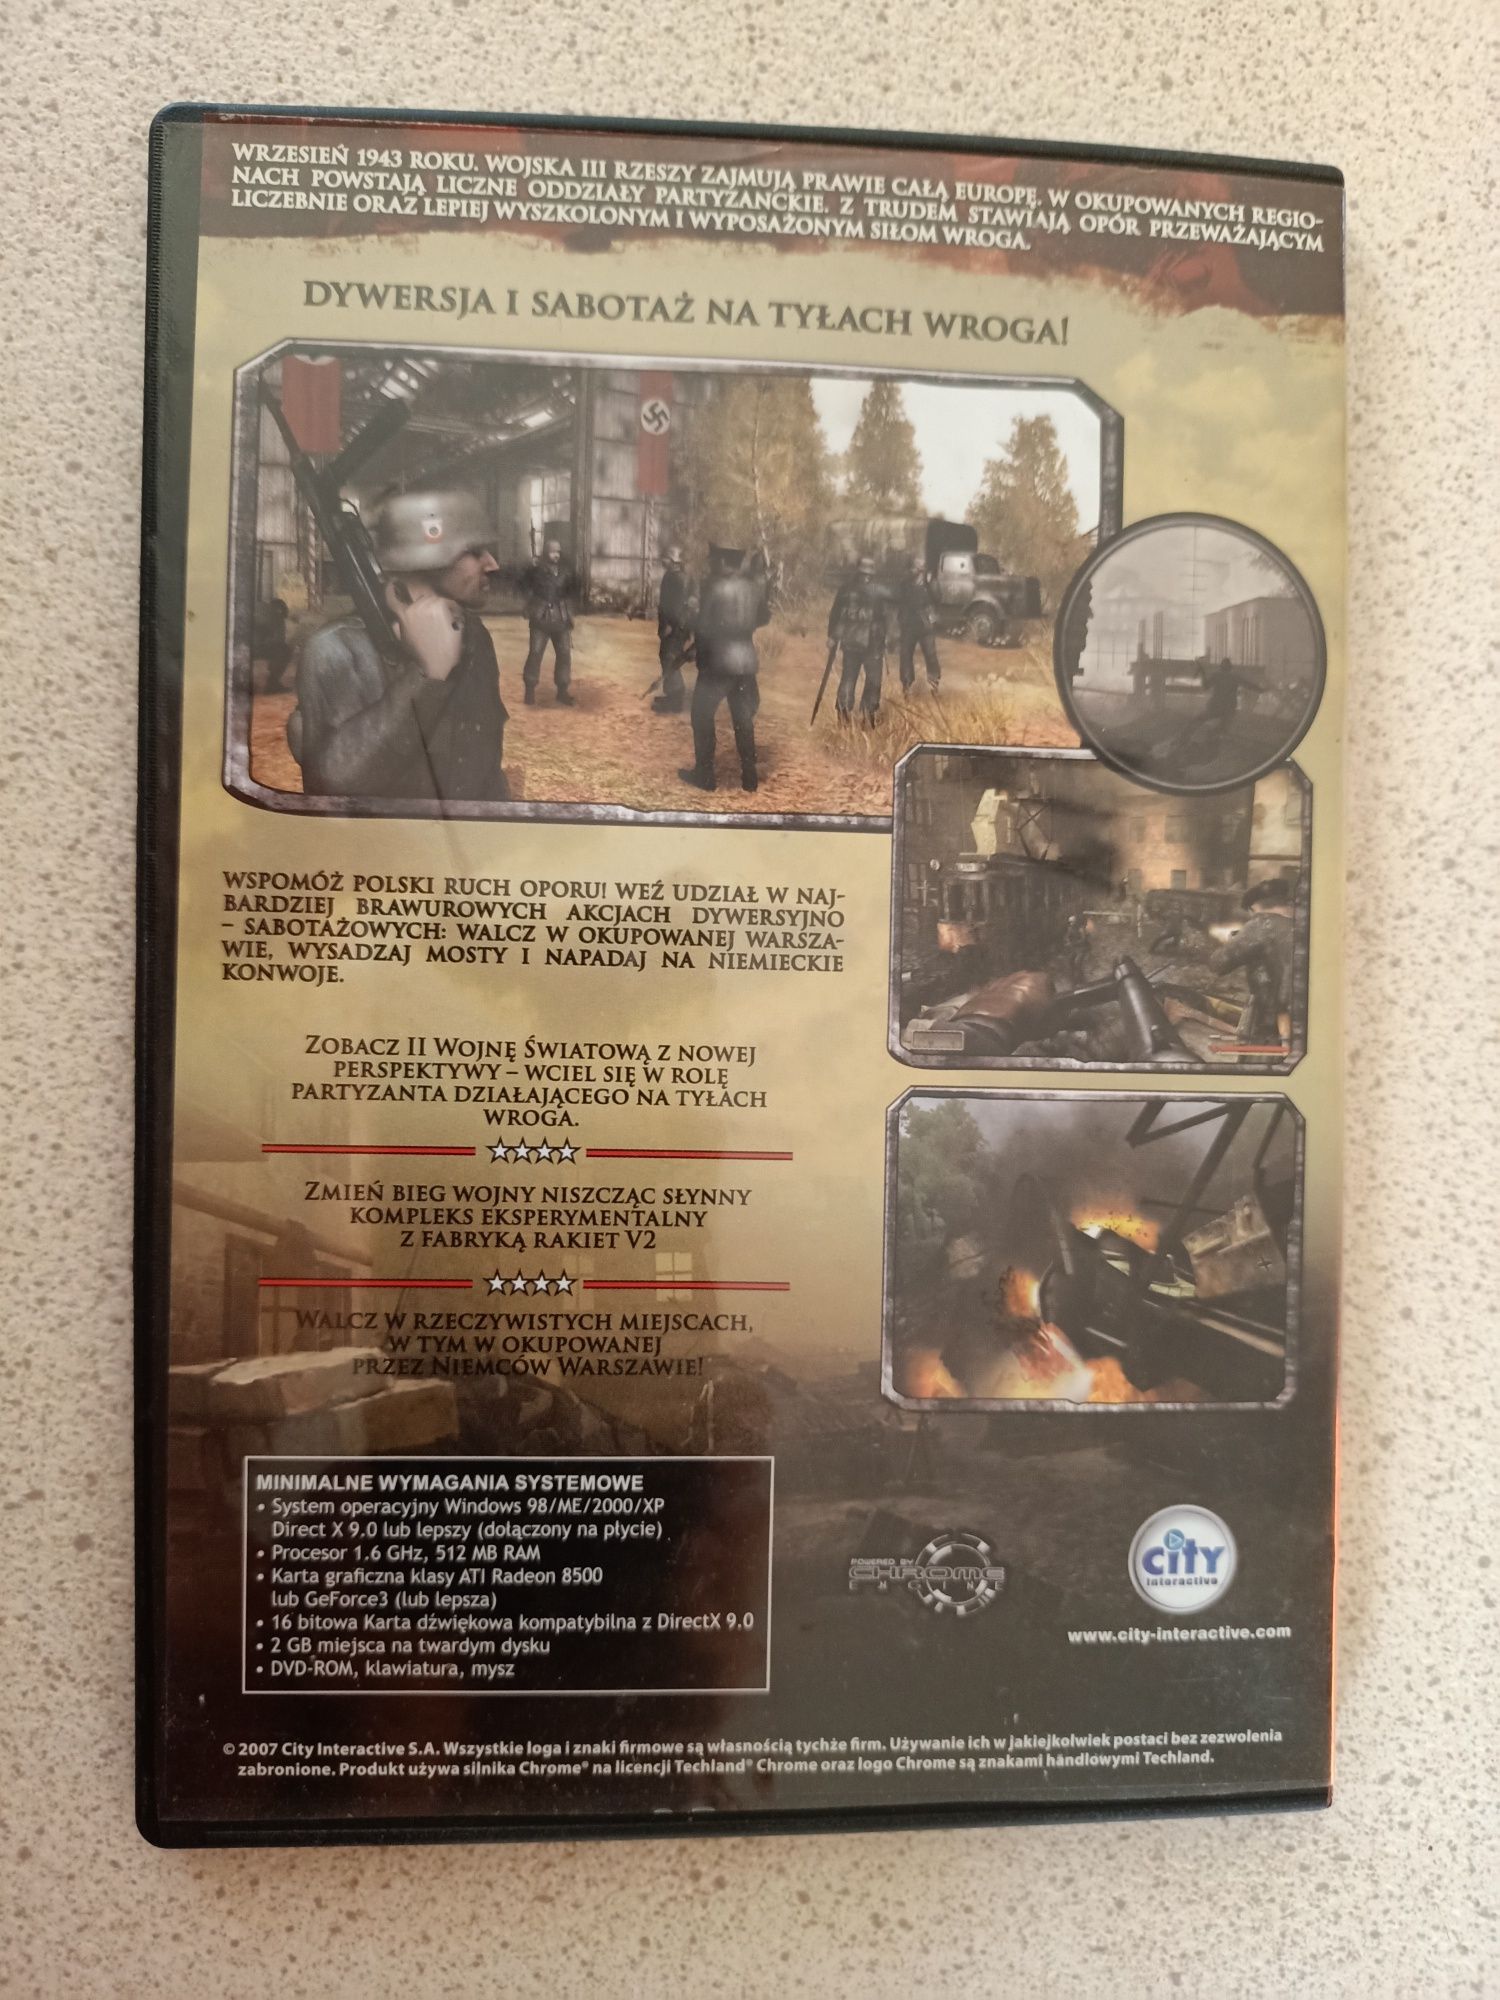 WRZESIEŃ 1943 ROKU. WOJSKA III RZESZY ZAJMUJĄ PRAWIE CAŁĄ EUROPĘ. W OKUPOWANYCH REGIO-
NACH POWSTAJĄ LICZNE ODDZIAŁY PARTYZANCKIE. Z TRUDEM STAWIAJĄ OPÓR PRZEWAŻAJĄCYM
LICZEBNIE ORAZ LEPIEJ WYSZKOLONYM I WYPOSAŻONYM SIŁOM WROGA.
DYWERSJA I SABOTAŻ NA TYŁACH WROGA!
WSPOMÓŻ POLSKI RUCH OPORU! WEŹ UDZIAŁ W NAJ-
BARDZIEJ BRAWUROWYCH AKCJACH DYWERSYJNO
– SABOTAŻOWYCH: WALCZ W OKUPOWANEJ WARSZA-
WIE, WYSADZAJ MOSTY I NAPADAJ NA NIEMIECKIE
KONWOJE.
ZOBACZ II WOJNĘ ŚWIATOWĄ Z NOWEJ
PERSPEKTYWY – WCIEL SIĘ W ROLĘ
PARTYZANTA DZIAŁAJĄCEGO NA TYŁACH
WROGA.
ZMIEŃ BIEG WOJNY NISZCZĄC SŁYNNY
KOMPLEKS EKSPERYMENTALNY
Z FABRYKĄ RAKIET V2
WALCZ W RZECZYWISTYCH MIEJSCACH,
W TYM W OKUPOWANEJ
PRZEZ NIEMCÓW WARSZAWIE!
MINIMALNE WYMAGANIA SYSTEMOWE
• System operacyjny Windows 98/ME/2000/XP
Direct X 9.0 lub lepszy (dołączony na płycie)
• Procesor 1.6 GHz, 512 MB RAM
• Karta graficzna klasy ATI Radeon 8500
lub GeForce3 (lub lepsza)
• 16 bitowa Karta dźwiękowa kompatybilna z DirectX 9.0
• 2 GB miejsca na twardym dysku
• DVD-ROM, klawiatura, mysz
POWERED BY
CHROME
ENGINE
city
interactive
www.city-interactive.com
© 2007 City Interactive S.A. Wszystkie loga i znaki firmowe są własnością tychże firm. Używanie ich w jakiejkolwiek postaci bez zezwolenia
zabronione. Produkt używa silnika Chrome® na licencji Techland® Chrome oraz logo Chrome są znakami handlowymi Techland.